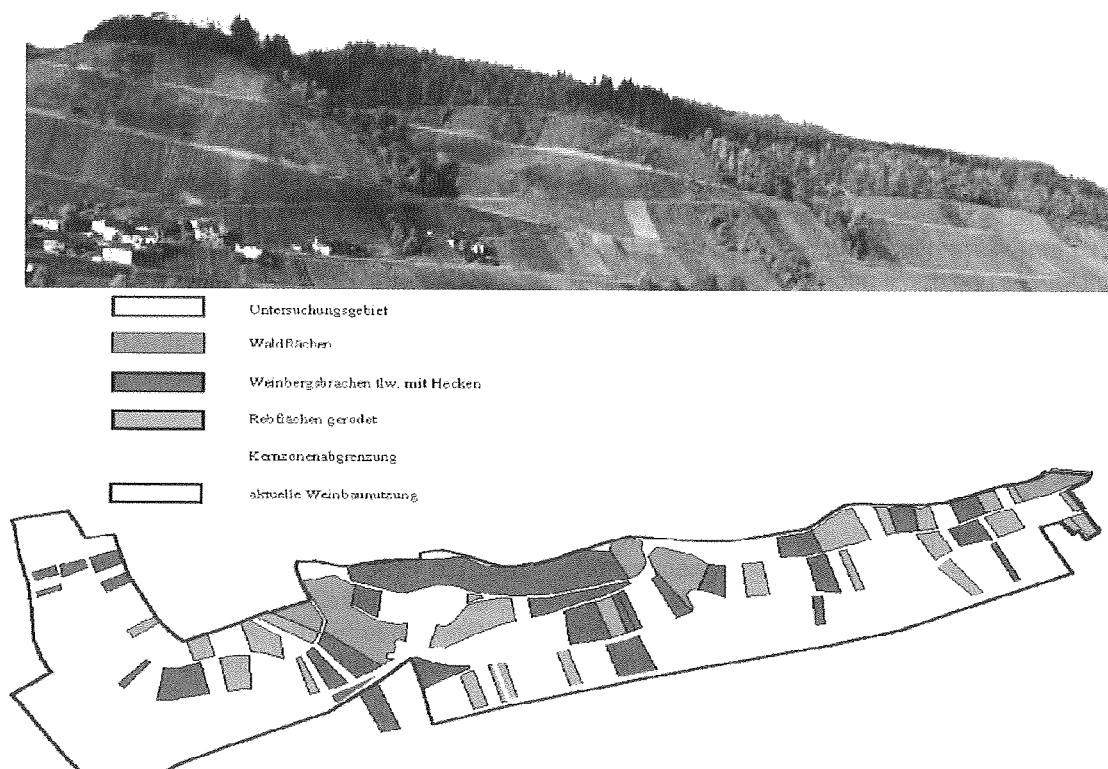 Untersuchungsgebiet
Waldflächen
Weinbergsbrachen tlw. mit Hecken
Rebflächen gerodet
Kernzonenabgrenzung
aktuelle Weinbaunutzung